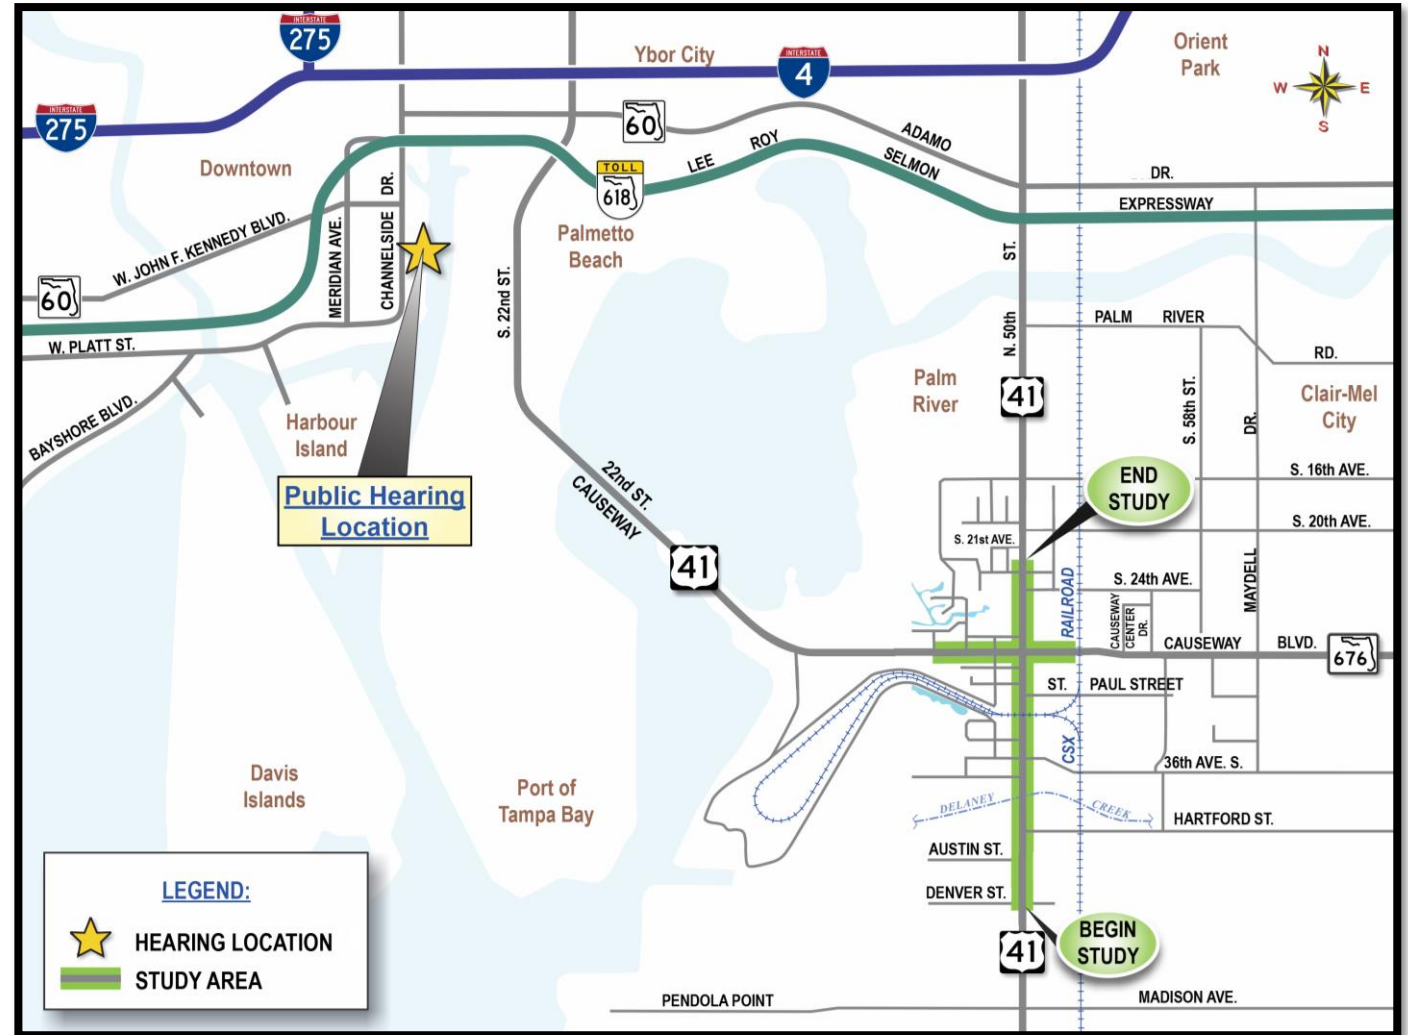 INTERSTATE
275
Ybor City
INTERSTATE
4
Orient
Park
N
W
E
S
INTERSTATE
275
60
ADAMO
DR.
Downtown
LEE ROY SELMON
EXPRESSWAY
TOLL
618
DR.
CHANNELSIDE
MERIDIAN AVE.
W. JOHN F. KENNEDY BLVD.
60
Palmetto
Beach
S. 22nd ST.
N. 50th ST.
W. PLATT ST.
BAYSHORE BLVD.
Harbour
Island
PALM RIVER
RD.
Palm
River
41
S. 58th ST.
DR.
Clair-Mel
City
Public Hearing
Location
22nd ST.
CAUSEWAY
END
STUDY
S. 16th AVE.
S. 20th AVE.
S. 21st AVE.
41
RAILROAD
S. 24th AVE.
MAYDELL
CAUSEWAY
CENTER
DR.
CAUSEWAY BLVD.
676
ST. PAUL STREET
CSX
36th AVE. S.
Davis
Islands
Port of
Tampa Bay
DELANEY CREEK
HARTFORD ST.
AUSTIN ST.
DENVER ST.
LEGEND:
HEARING LOCATION
STUDY AREA
41
BEGIN
STUDY
PENDOLA POINT
MADISON AVE.